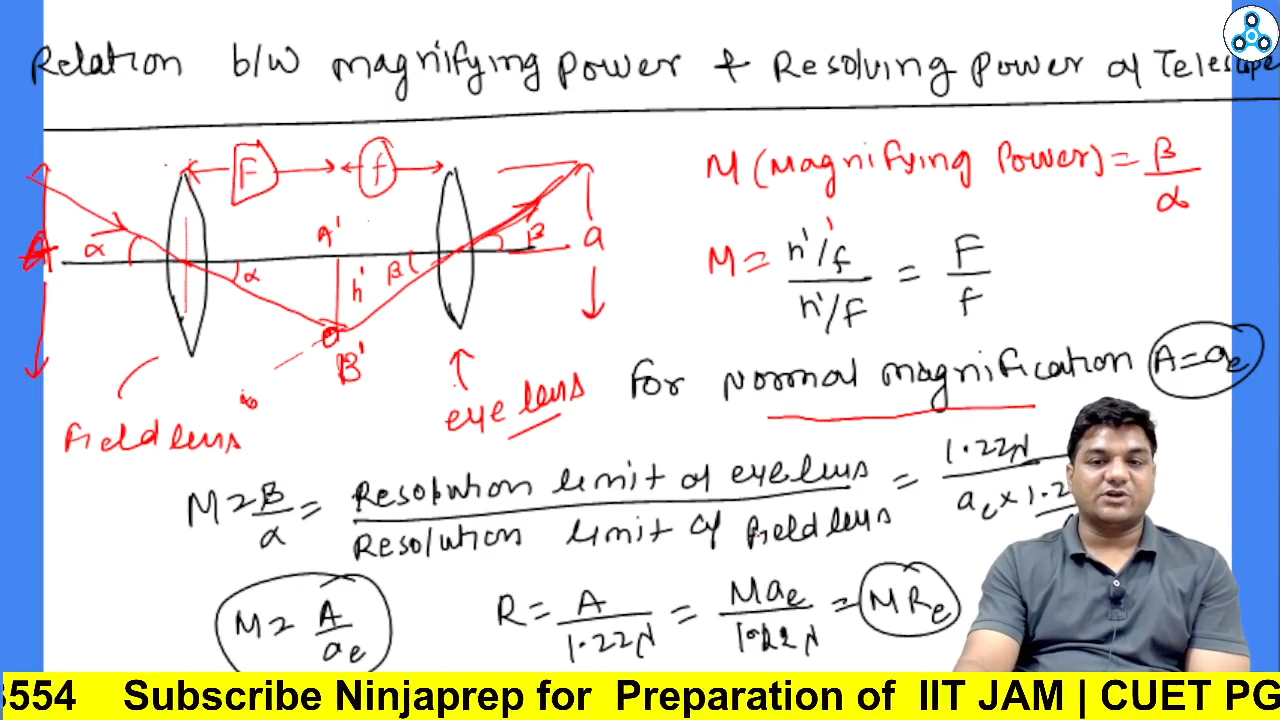 Relation b/w magnifying power & Resolving power of Telescope
F f
M (Magnifying Power) = β/α
A α α A' h' β β a
B'
M = h'/f / h'/F = F/f
field lens
eye lens
For Normal magnification A = ae
M = β/α = Resolution limit of eye lens / Resolution limit of field lens = 1.22λ / ae × 1.2
M = A/ae
R = A/1.22λ = Mae/1.22λ = MRe
3554 Subscribe Ninjaprep for Preparation of IIT JAM | CUET PG